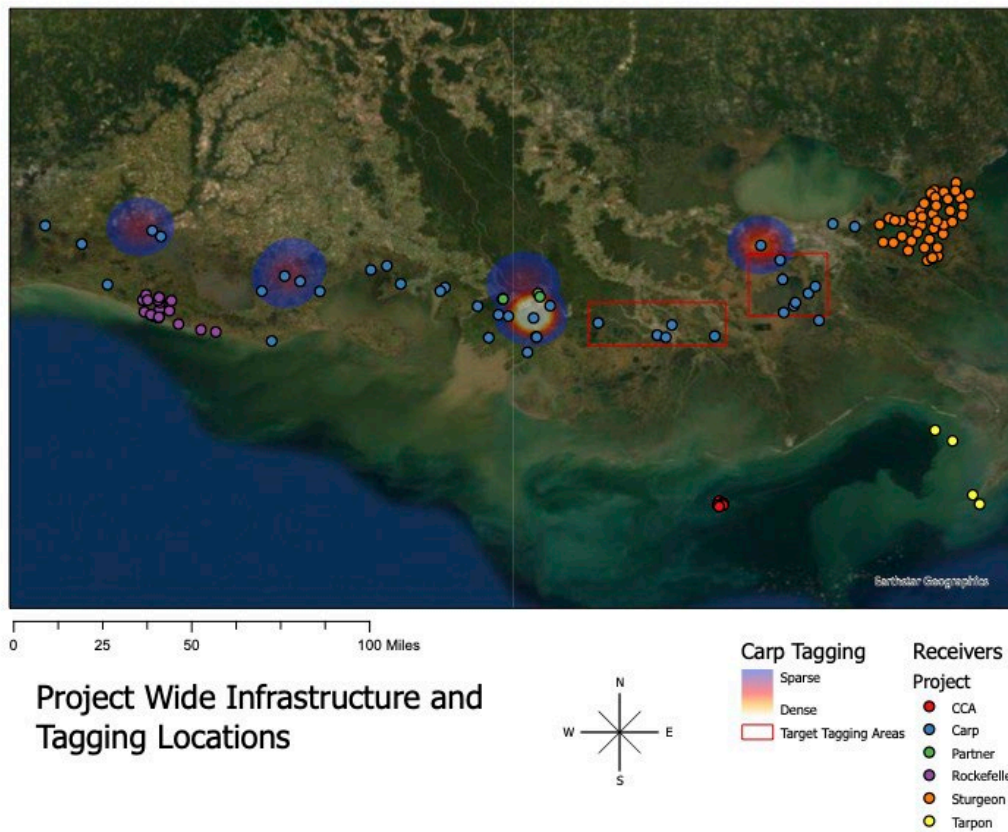 Earthstar Geographics
0 25 50 100 Miles
Project Wide Infrastructure and
Tagging Locations
N
W E
S
Carp Tagging
Sparse
Dense
Target Tagging Areas
Receivers
Project
CCA
Carp
Partner
Rockefelle
Sturgeon
Tarpon